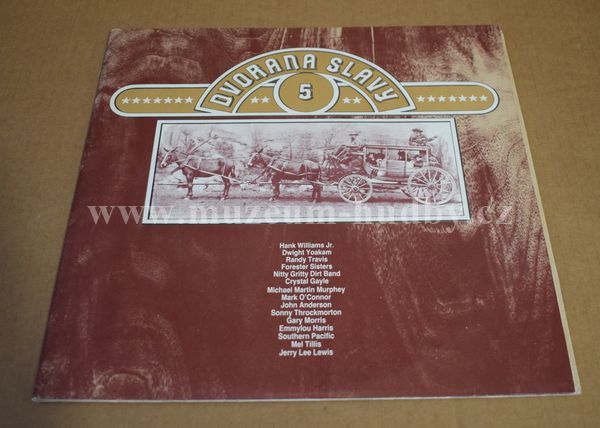 DVORANA SLAVY
5
www.muzeum-hudby.cz
Hank Williams Jr.
Dwight Yoakam
Randy Travis
Forester Sisters
Nitty Gritty Dirt Band
Crystal Gayle
Michael Martin Murphey
Mark O'Connor
John Anderson
Sonny Throckmorton
Gary Morris
Emmylou Harris
Southern Pacific
Mel Tillis
Jerry Lee Lewis